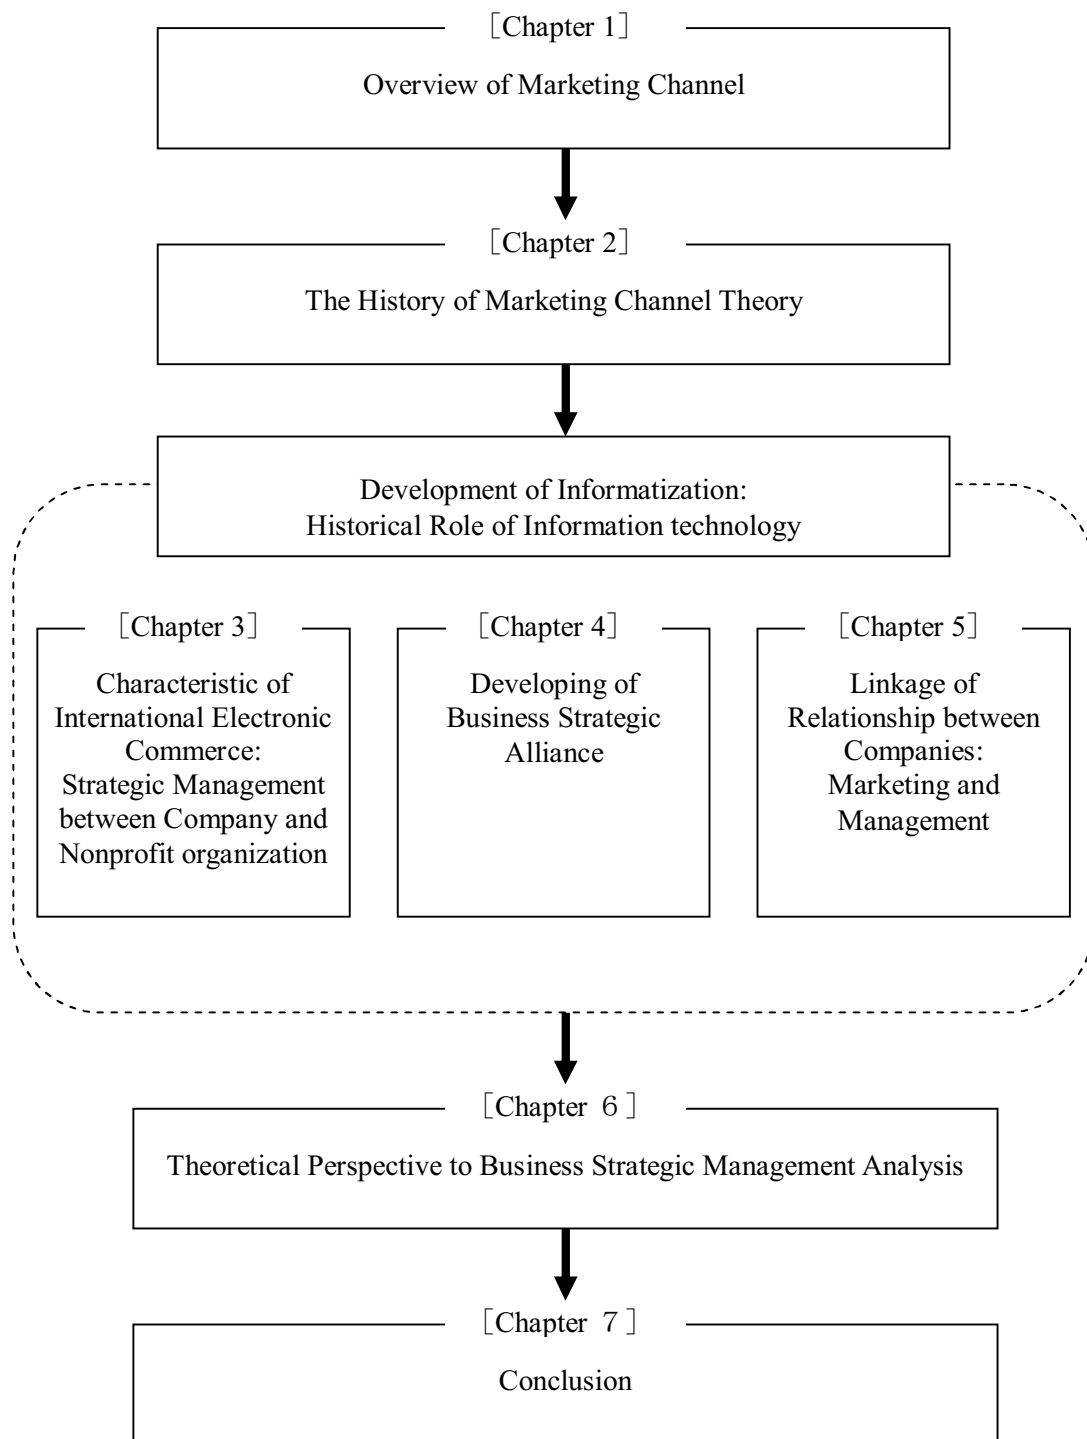 ［Chapter 1］
Overview of Marketing Channel
［Chapter 2］
The History of Marketing Channel Theory
Development of Informatization:
Historical Role of Information technology
［Chapter 3］
Characteristic of
International Electronic
Commerce:
Strategic Management
between Company and
Nonprofit organization
［Chapter 4］
Developing of
Business Strategic
Alliance
［Chapter 5］
Linkage of
Relationship between
Companies:
Marketing and
Management
［Chapter ６］
Theoretical Perspective to Business Strategic Management Analysis
［Chapter ７］
Conclusion